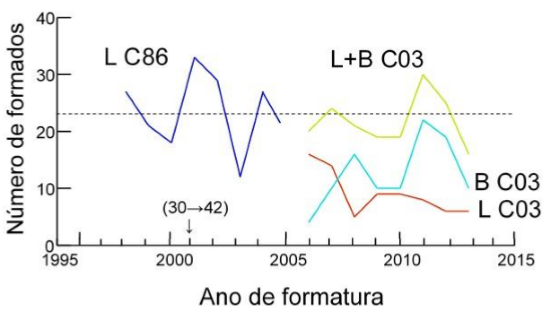 Número de formados
40
30
20
10
0
L C86
L+B C03
B C03
L C03
(30→42)
↓
1995
2000
2005
2010
2015
Ano de formatura